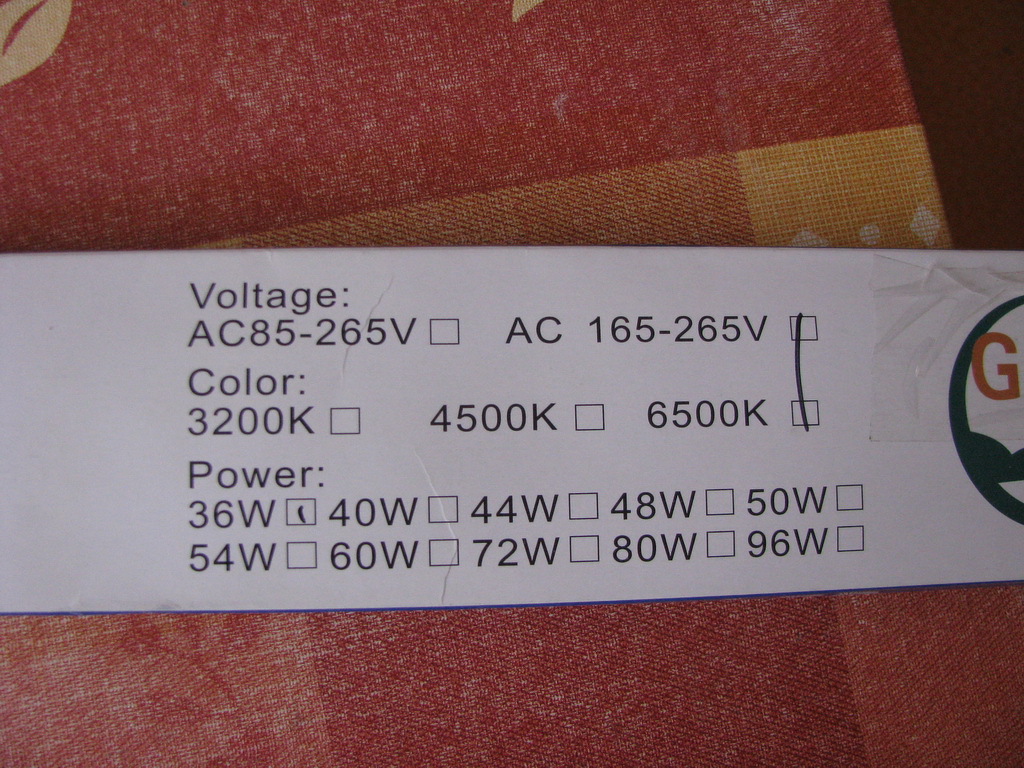 Voltage:
AC85-265V □ AC 165-265V □
Color:
3200K □ 4500K □ 6500K □
Power:
36W □ 40W □ 44W □ 48W □ 50W □
54W □ 60W □ 72W □ 80W □ 96W □
G